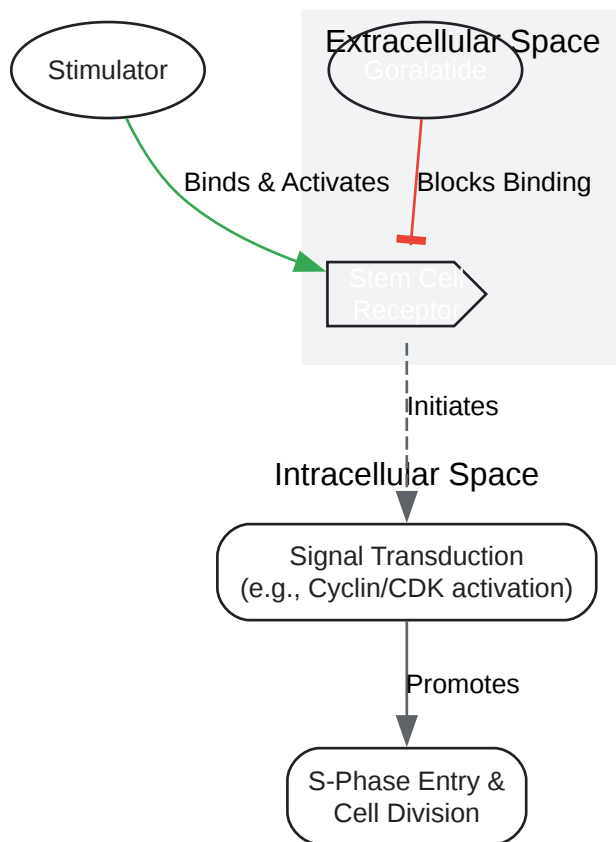 Extracellular Space
Stimulator
Goralatide
Binds & Activates
Blocks Binding
Stem Cell
Receptor
Initiates
Intracellular Space
Signal Transduction
(e.g., Cyclin/CDK activation)
Promotes
S-Phase Entry &
Cell Division